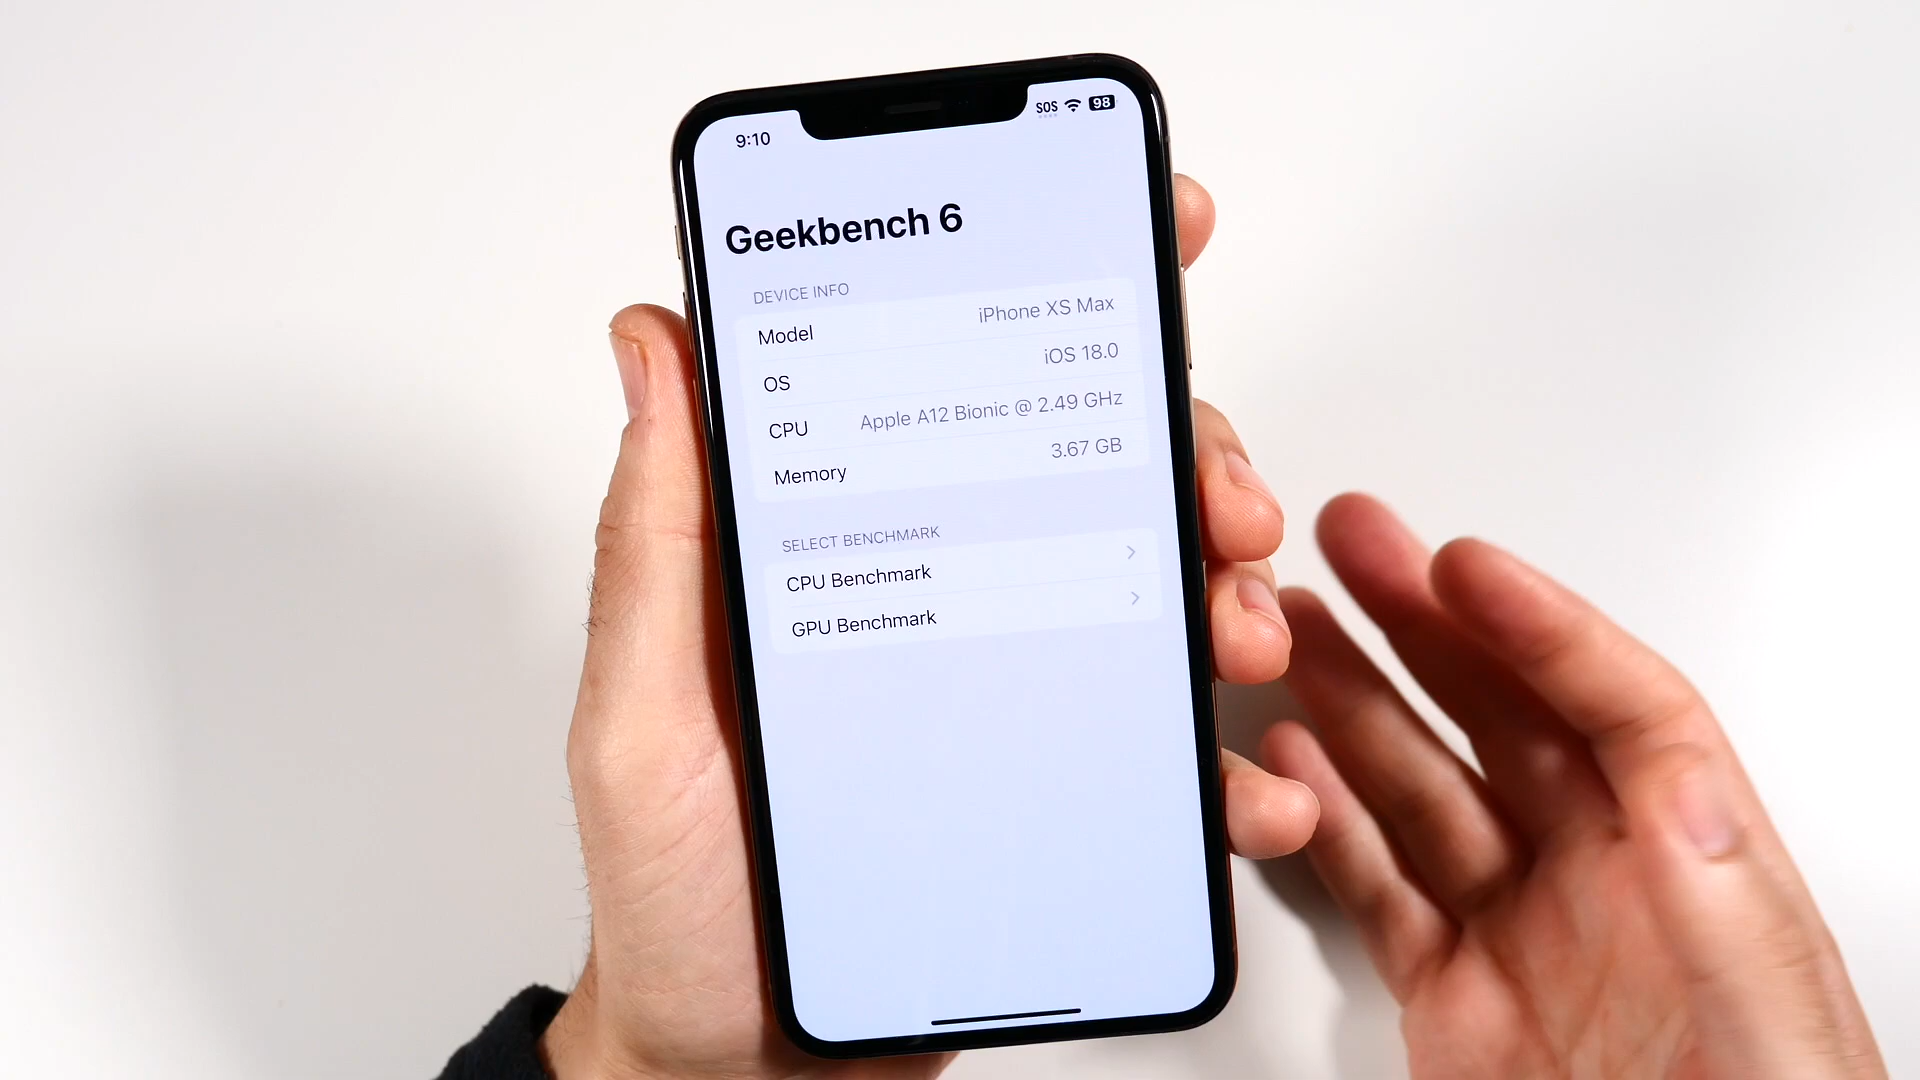 9:10 SOS 98
Geekbench 6
DEVICE INFO
Model iPhone XS Max
OS iOS 18.0
CPU Apple A12 Bionic @ 2.49 GHz
Memory 3.67 GB
SELECT BENCHMARK
CPU Benchmark
GPU Benchmark